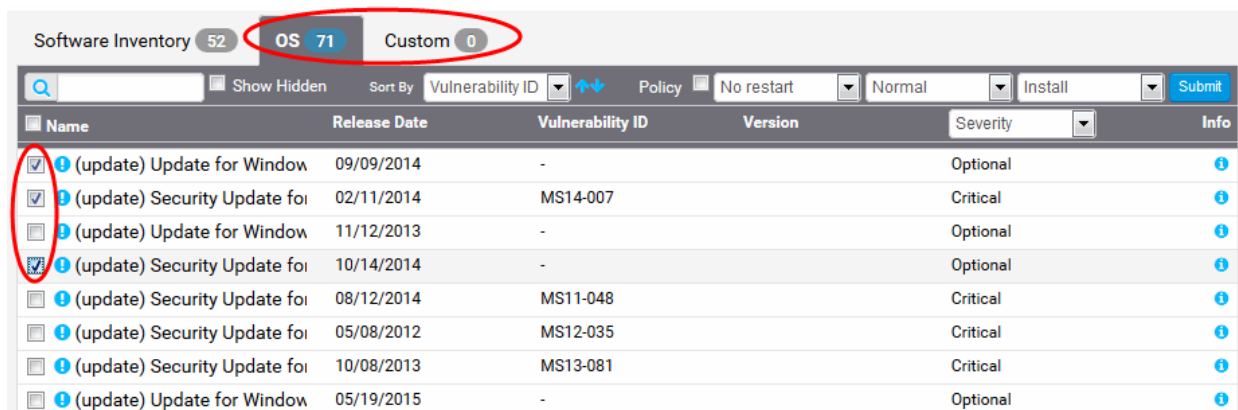 Software Inventory 52 OS 71 Custom 0
Show Hidden Sort By Vulnerability ID Policy No restart Normal Install Submit
Name Release Date Vulnerability ID Version Severity Info
(update) Update for Window 09/09/2014 - Optional
(update) Security Update for 02/11/2014 MS14-007 Critical
(update) Update for Window 11/12/2013 - Optional
(update) Security Update for 10/14/2014 - Optional
(update) Security Update for 08/12/2014 MS11-048 Critical
(update) Security Update for 05/08/2012 MS12-035 Critical
(update) Security Update for 10/08/2013 MS13-081 Critical
(update) Update for Window 05/19/2015 - Optional